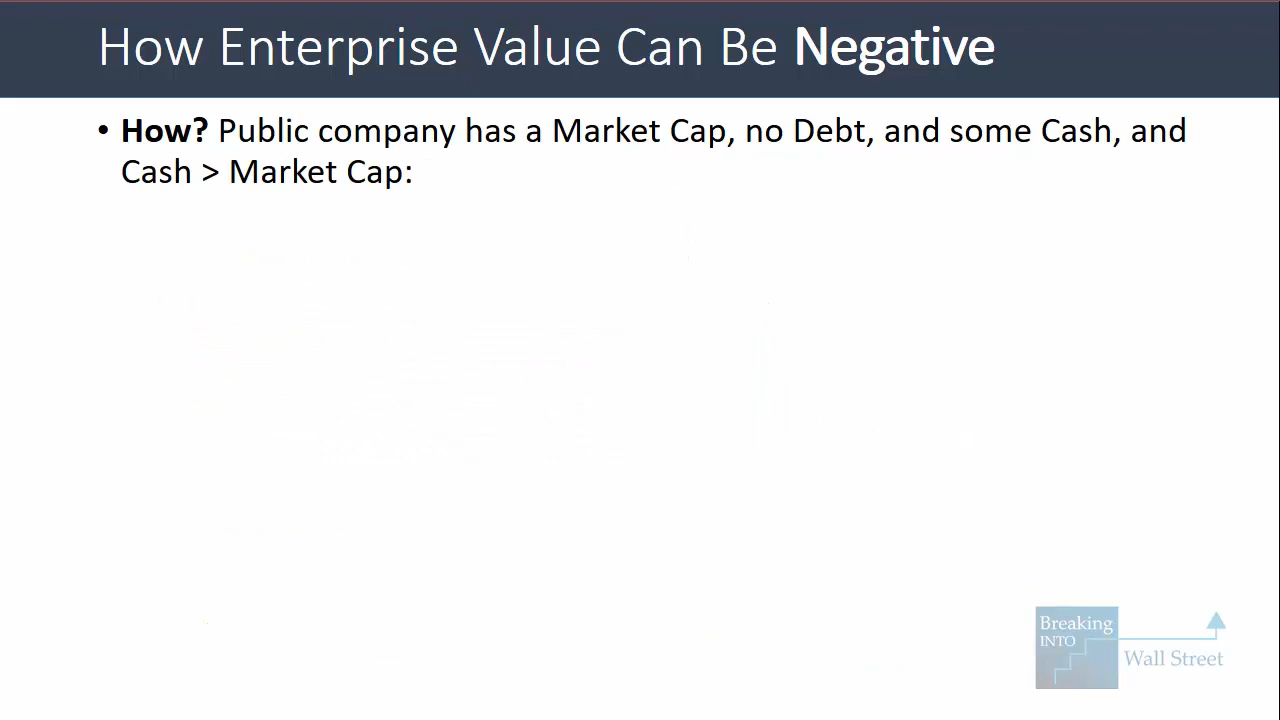 How Enterprise Value Can Be Negative
• How? Public company has a Market Cap, no Debt, and some Cash, and
Cash > Market Cap:
Breaking
INTO
Wall Street